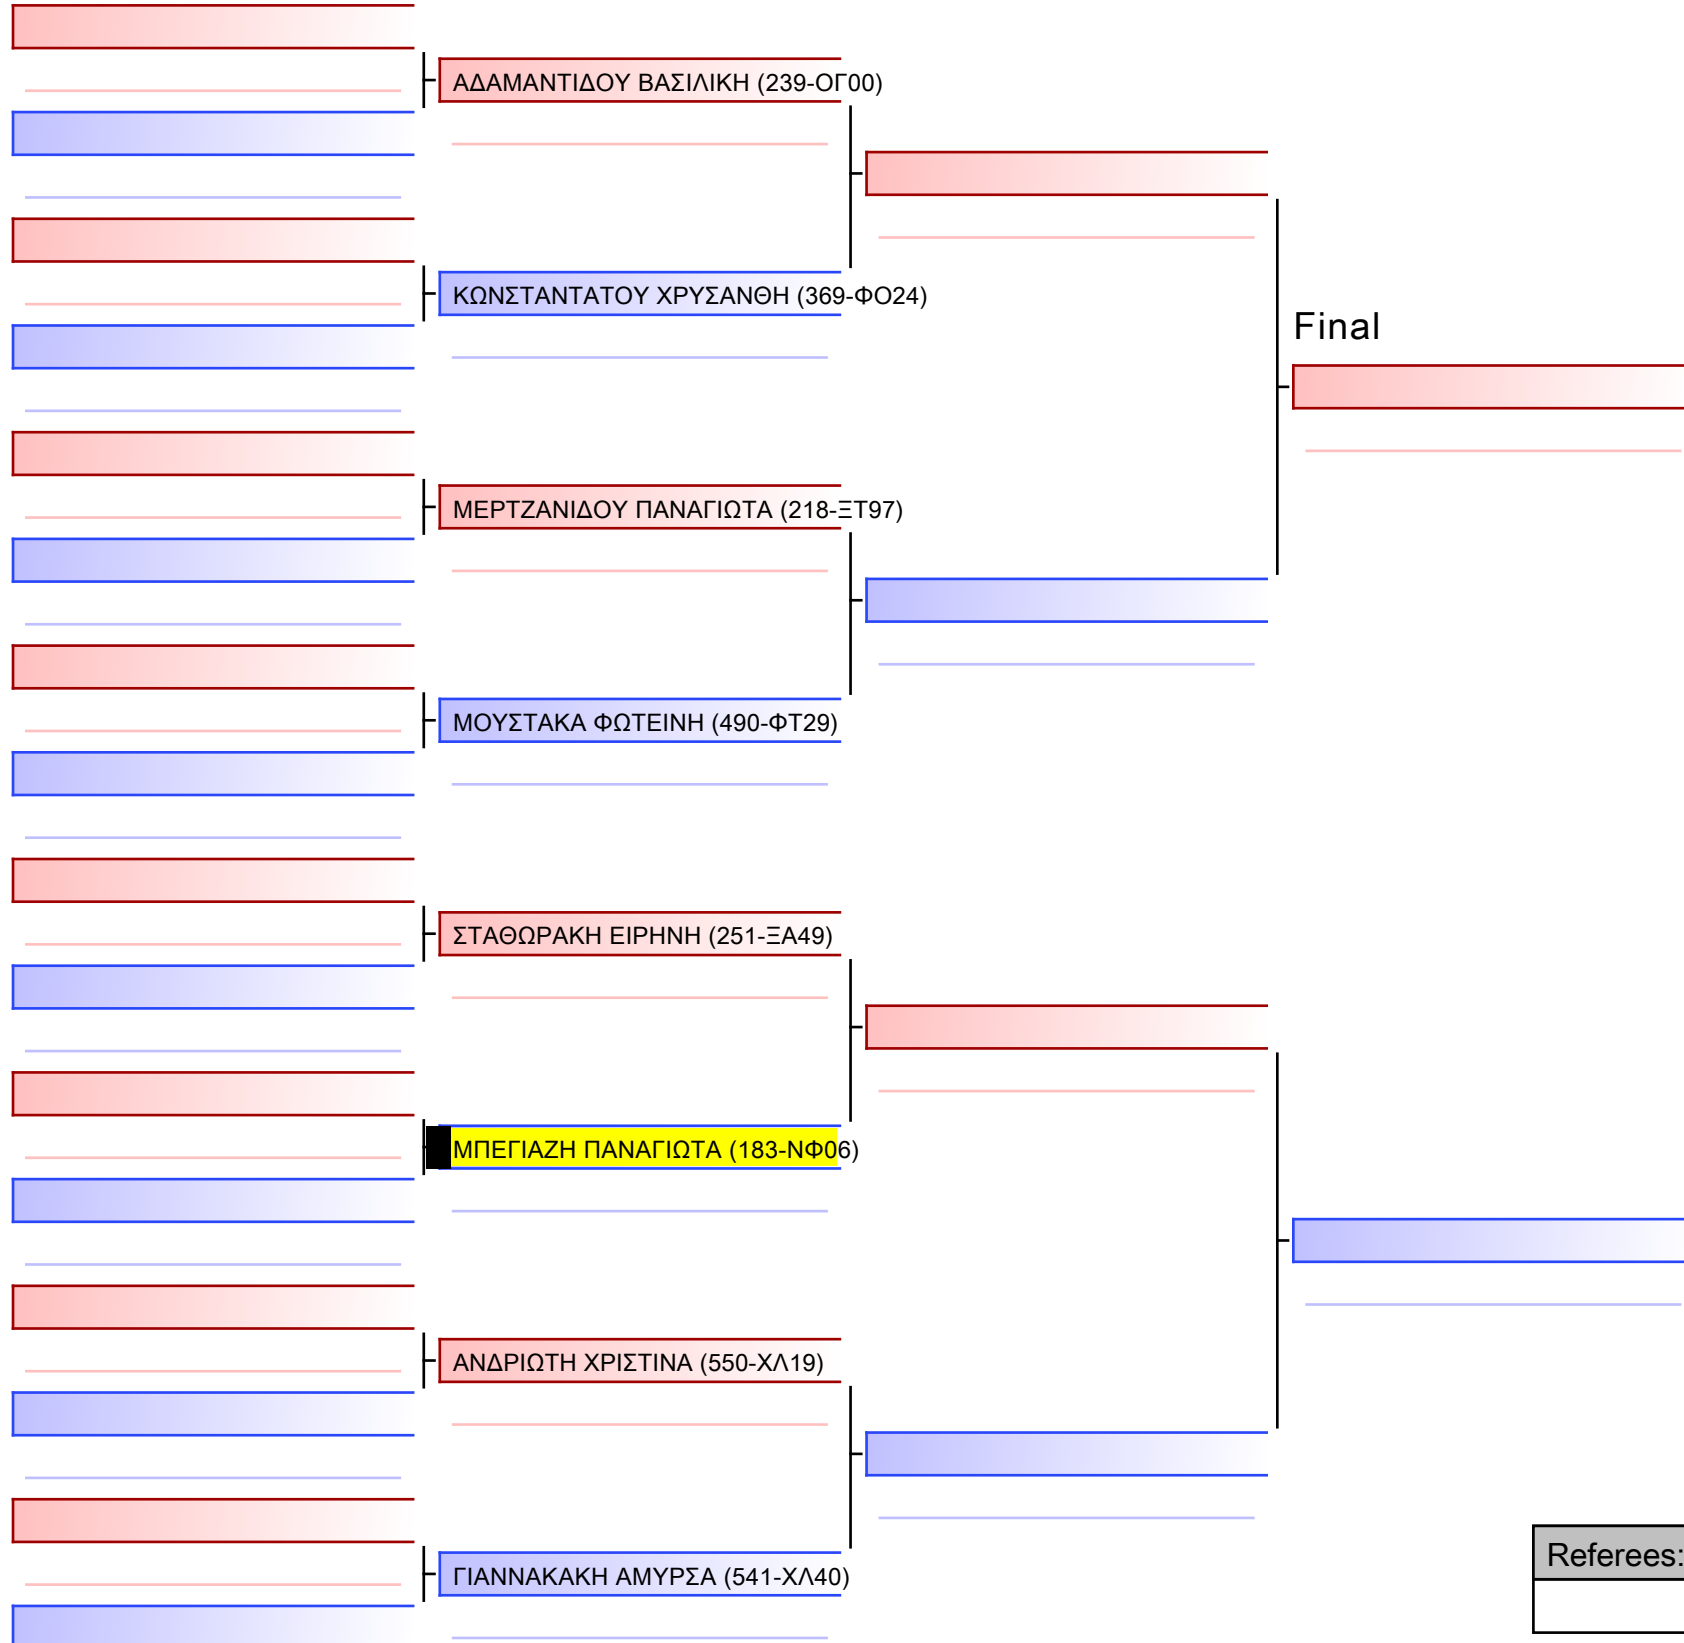 ΑΔΑΜΑΝΤΙΔΟΥ ΒΑΣΙΛΙΚΗ (239-ΟΓ00)
ΚΩΝΣΤΑΝΤΑΤΟΥ ΧΡΥΣΑΝΘΗ (369-ΦΟ24)
Final
ΜΕΡΤΖΑΝΙΔΟΥ ΠΑΝΑΓΙΩΤΑ (218-ΞΤ97)
ΜΟΥΣΤΑΚΑ ΦΩΤΕΙΝΗ (490-ΦΤ29)
ΣΤΑΘΩΡΑΚΗ ΕΙΡΗΝΗ (251-ΞΑ49)
ΜΠΕΓΙΑΖΗ ΠΑΝΑΓΙΩΤΑ (183-ΝΦ06)
ΑΝΔΡΙΩΤΗ ΧΡΙΣΤΙΝΑ (550-ΧΛ19)
ΓΙΑΝΝΑΚΑΚΗ ΑΜΥΡΣΑ (541-ΧΛ40)
Referees: